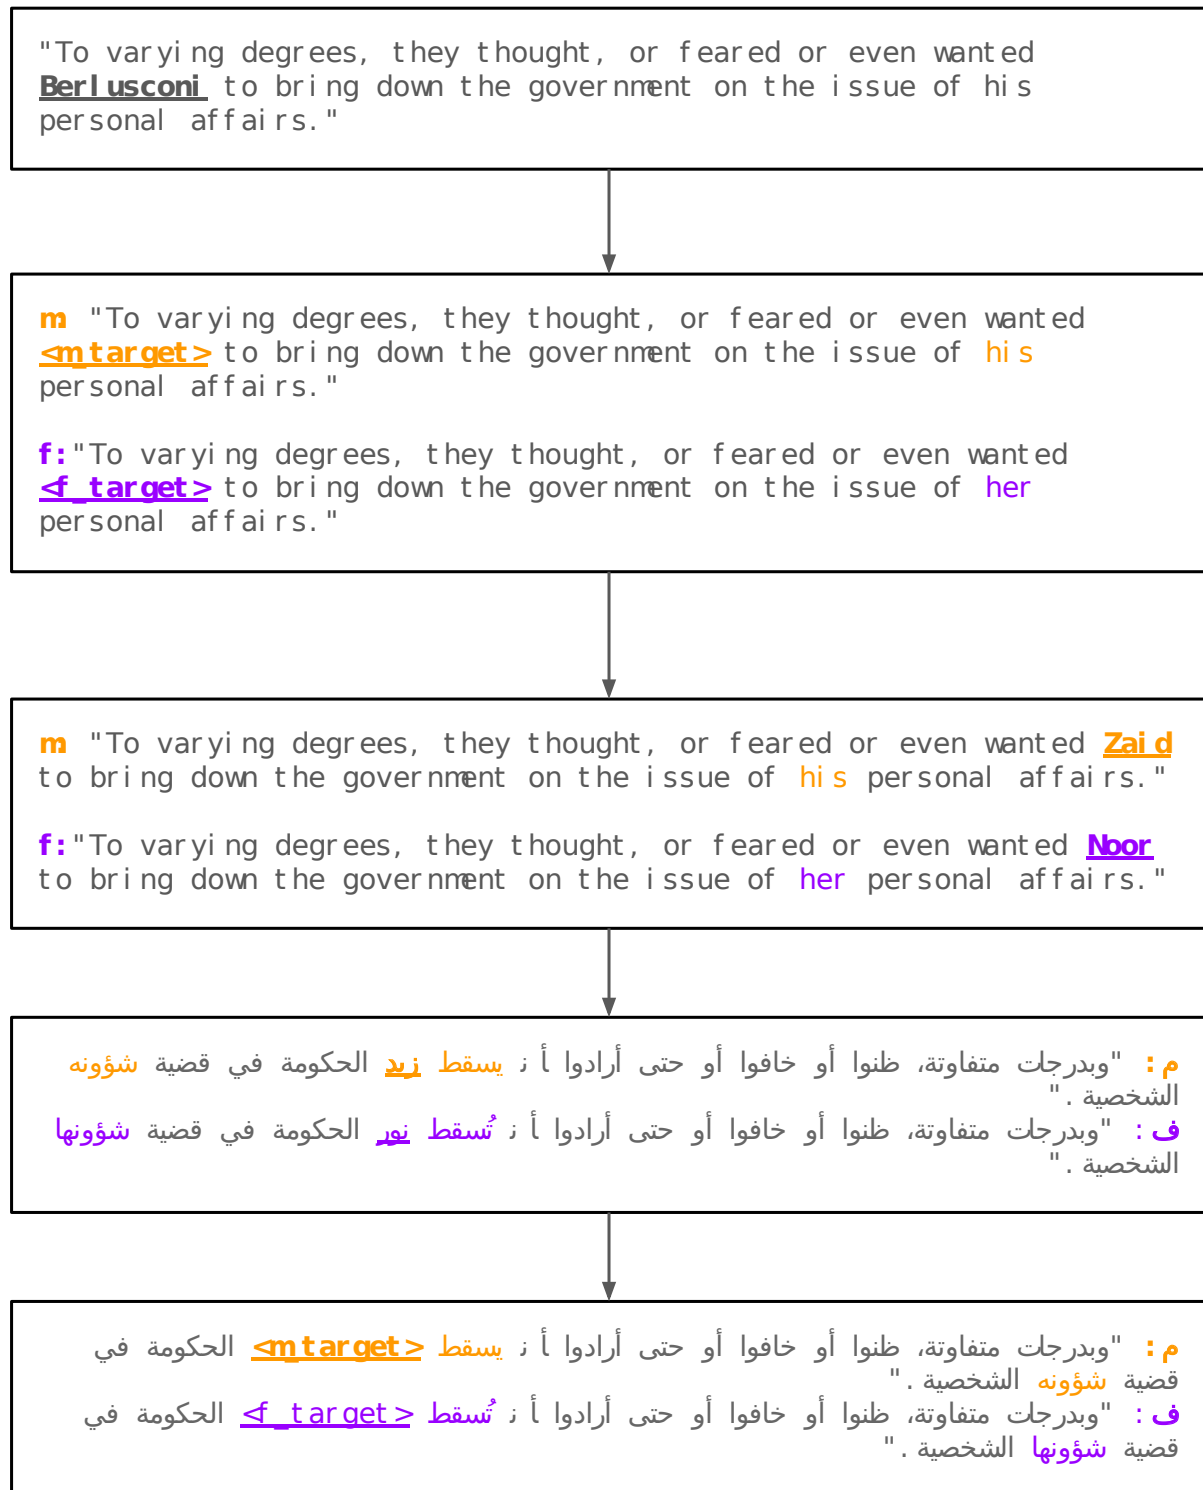 "To varying degrees, they thought, or feared or even wanted
Berlusconi to bring down the government on the issue of his
personal affairs."
m: "To varying degrees, they thought, or feared or even wanted
<m_target> to bring down the government on the issue of his
personal affairs."
f:"To varying degrees, they thought, or feared or even wanted
<f_target> to bring down the government on the issue of her
personal affairs."
m: "To varying degrees, they thought, or feared or even wanted Zaid
to bring down the government on the issue of his personal affairs."
f:"To varying degrees, they thought, or feared or even wanted Noor
to bring down the government on the issue of her personal affairs."
م: "وبدرجات متفاوتة، ظنوا أو خافوا أو حتى أرادوا أ ن يسقط زيد الحكومة في قضية شؤونه
الشخصية ."
ف: "وبدرجات متفاوتة، ظنوا أو خافوا أو حتى أرادوا أ ن تُسقط نور الحكومة في قضية شؤونها
الشخصية ."
م: "وبدرجات متفاوتة، ظنوا أو خافوا أو حتى أرادوا أ ن يسقط <m_target> الحكومة في
قضية شؤونه الشخصية ."
ف: "وبدرجات متفاوتة، ظنوا أو خافوا أو حتى أرادوا أ ن تُسقط <f_target> الحكومة في
قضية شؤونها الشخصية ."